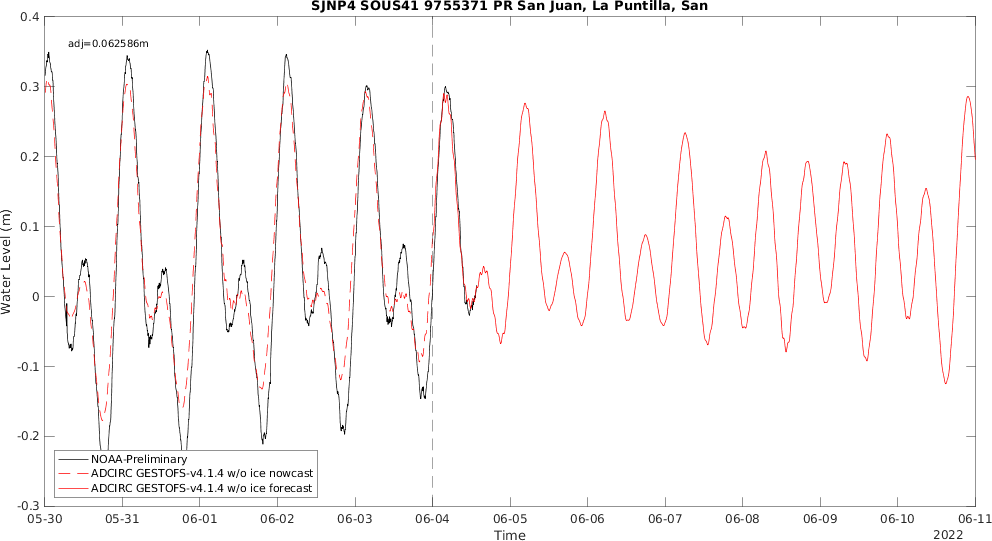 SJNP4 SOUS41 9755371 PR San Juan, La Puntilla, San
adj=0.062586m
0.4
0.3
0.2
0.1
0
-0.1
-0.2
-0.3
Water Level (m)
NOAA-Preliminary
ADCIRC GESTOFS-v4.1.4 w/o ice nowcast
ADCIRC GESTOFS-v4.1.4 w/o ice forecast
05-30 05-31 06-01 06-02 06-03 06-04 06-05 06-06 06-07 06-08 06-09 06-10 06-11
Time
2022